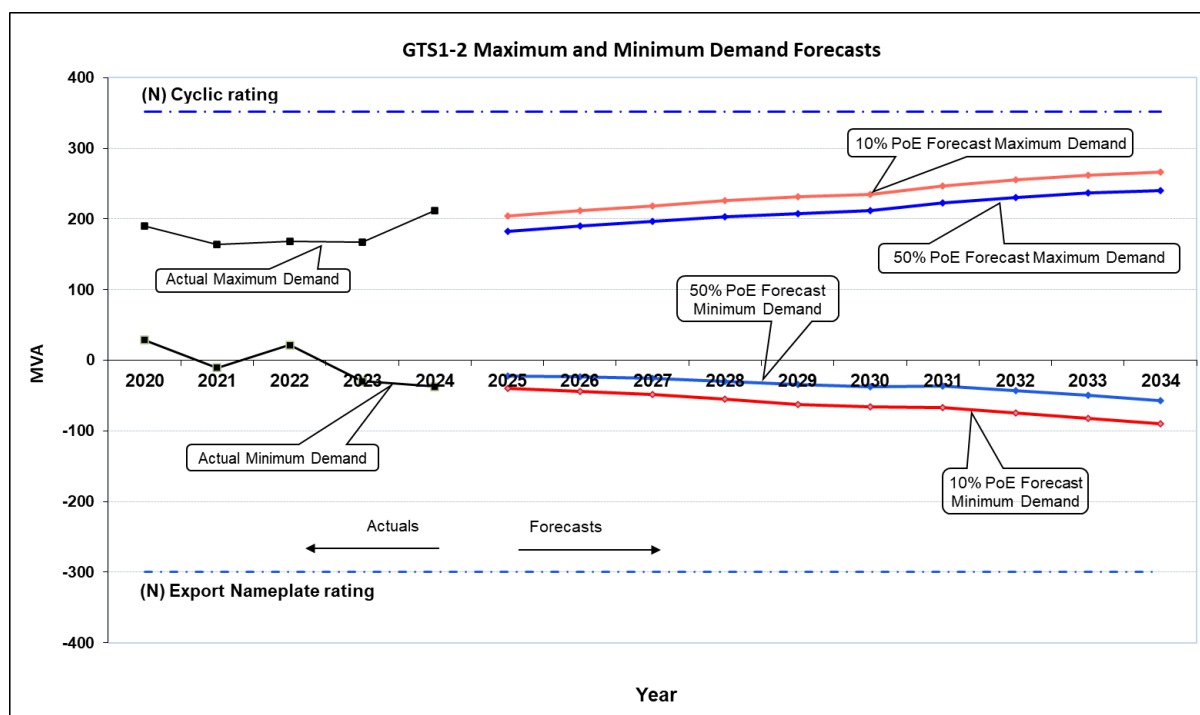 GTS1-2 Maximum and Minimum Demand Forecasts
400
(N) Cyclic rating
300
10% PoE Forecast Maximum Demand
200
50% PoE Forecast Maximum Demand
Actual Maximum Demand
100
50% PoE Forecast
Minimum Demand
0
2020 2021 2022 2023 2024 2025 2026 2027 2028 2029 2030 2031 2032 2033 2034
MVA
-100
Actual Minimum Demand
10% PoE Forecast
Minimum Demand
-200
Actuals Forecasts
-300
(N) Export Nameplate rating
-400
Year